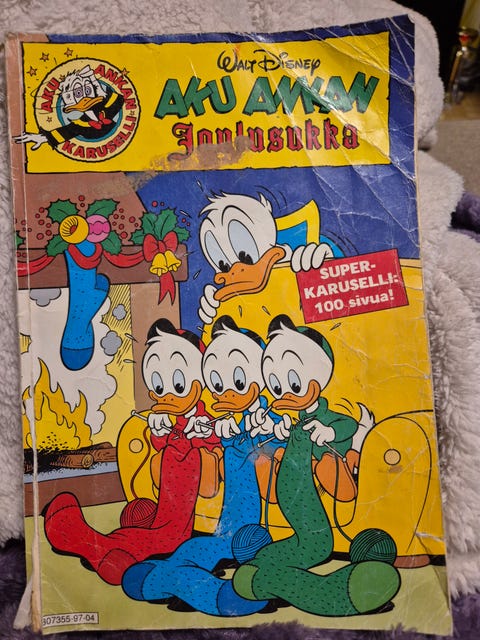 WALT DISNEY
AKU ANKAN
KARUSELLI
AKU ANKAN
Joulusukka
SUPER-
KARUSELLI:
100 sivua!
307355-97-04